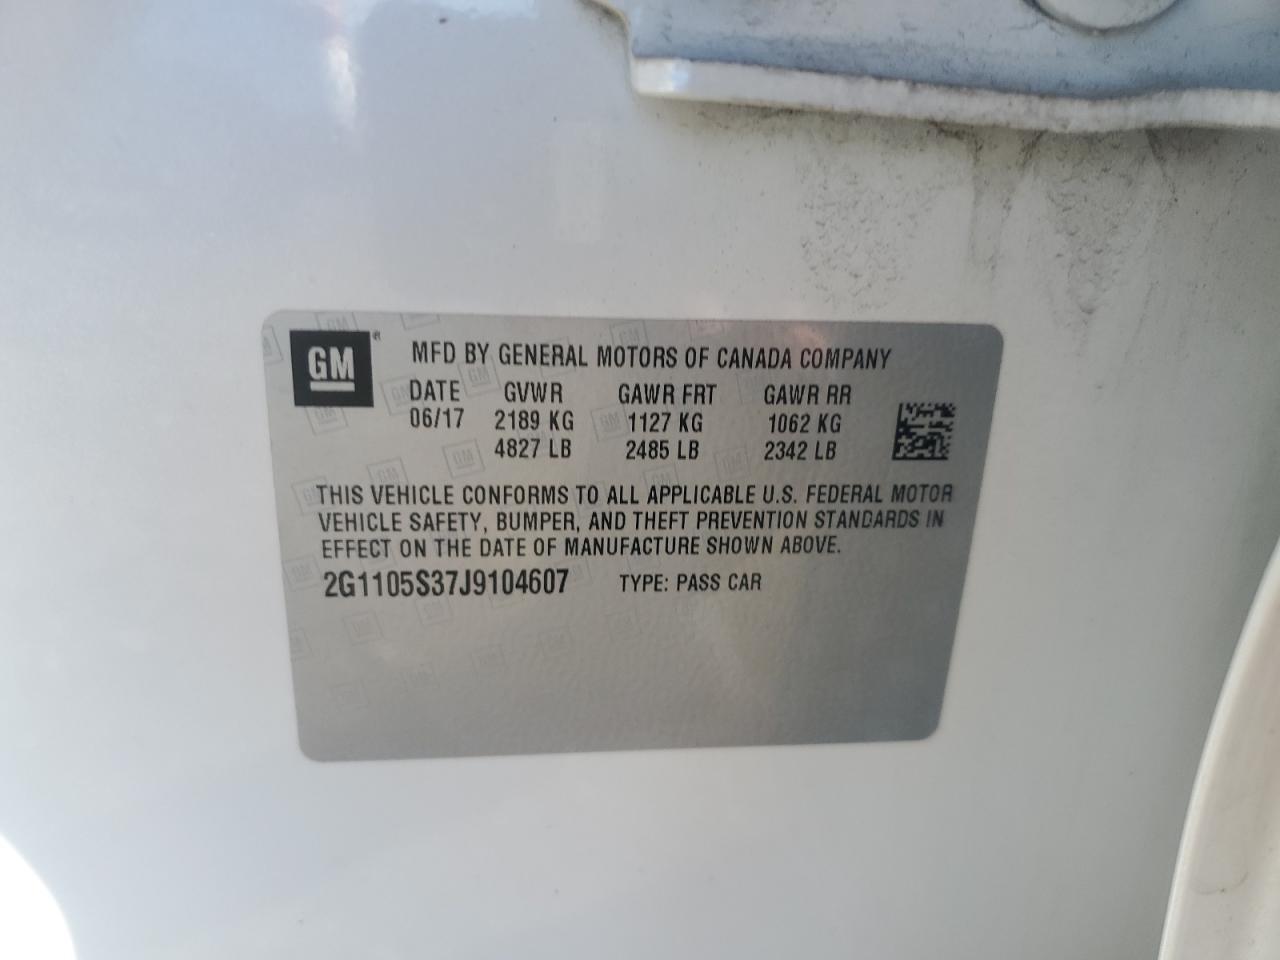 GM ®
MFD BY GENERAL MOTORS OF CANADA COMPANY
DATE GVWR GAWR FRT GAWR RR
06/17 2189 KG 1127 KG 1062 KG
4827 LB 2485 LB 2342 LB
THIS VEHICLE CONFORMS TO ALL APPLICABLE U.S. FEDERAL MOTOR
VEHICLE SAFETY, BUMPER, AND THEFT PREVENTION STANDARDS IN
EFFECT ON THE DATE OF MANUFACTURE SHOWN ABOVE.
2G1105S37J9104607 TYPE: PASS CAR